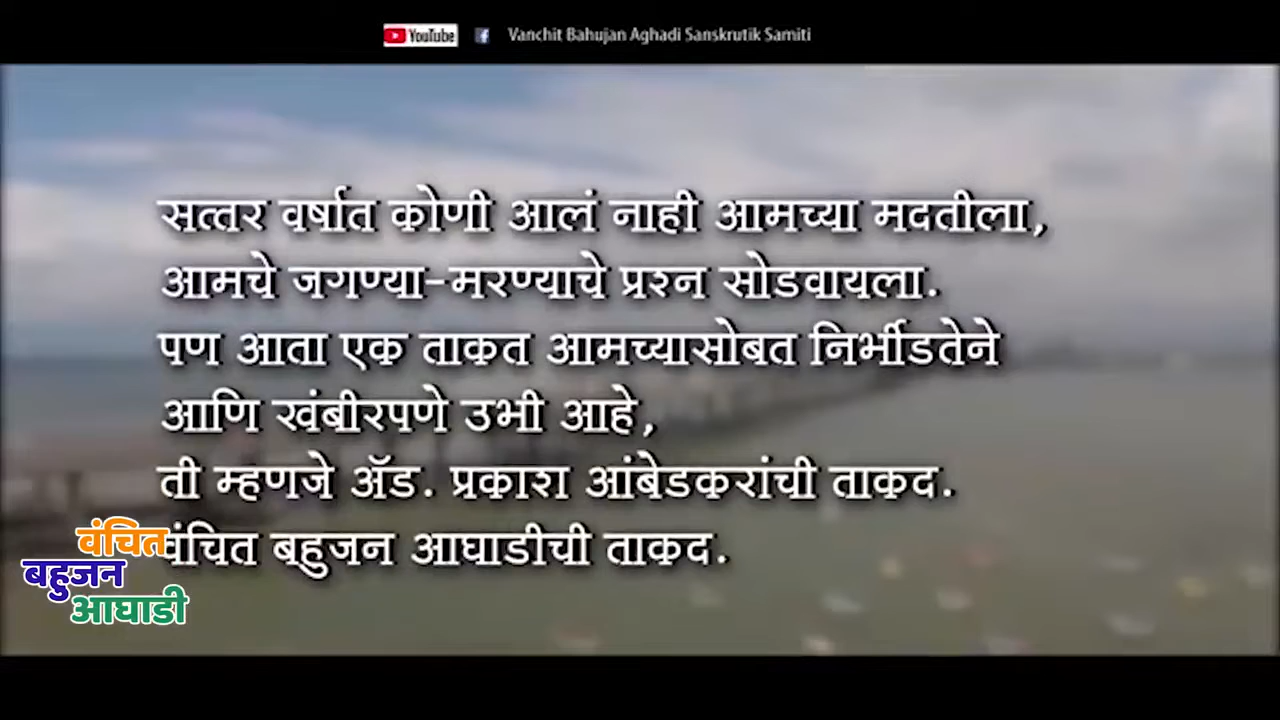 YouTube Vanchit Bahujan Aghadi Sanskrutik Samiti
सत्तर वर्षात कोणी आलं नाही आमच्या मदतीला,
आमचे जगण्या-मरण्याचे प्रश्न सोडवायला.
पण आता एक ताकत आमच्यासोबत निर्भीडतेने
आणि खंबीरपणे उभी आहे,
ती म्हणजे ॲड. प्रकाश आंबेडकरांची ताकद.
वंचित बहुजन आघाडीची ताकद.
वंचित
बहुजन
आघाडी